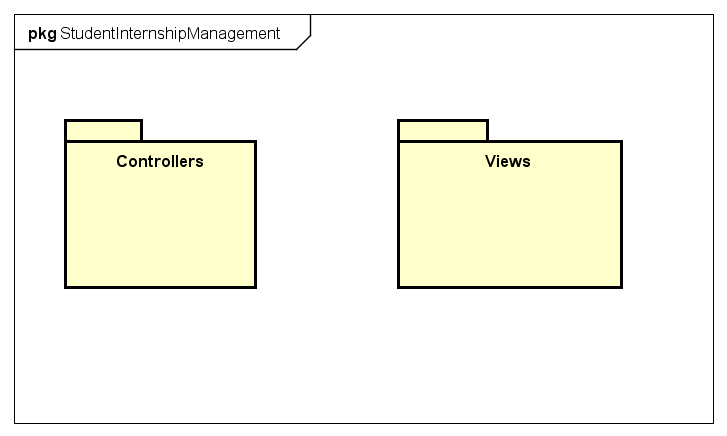 pkg StudentInternshipManagement
Controllers
Views